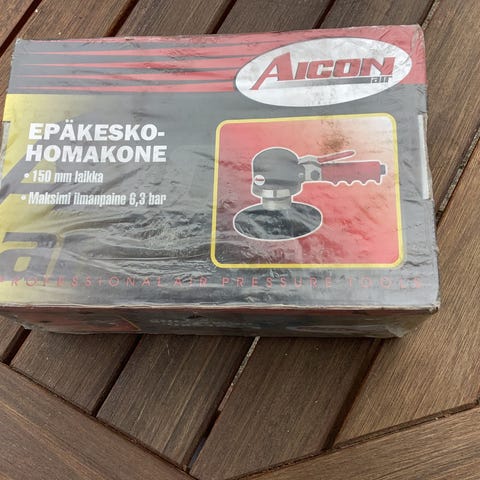 AICON
air
EPÄKESKO-
HOMAKONE
• 150 mm laikka
• Maksimi ilmanpaine 6,3 bar
a
PROFESSIONAL AIR PRESSURE TOOLS